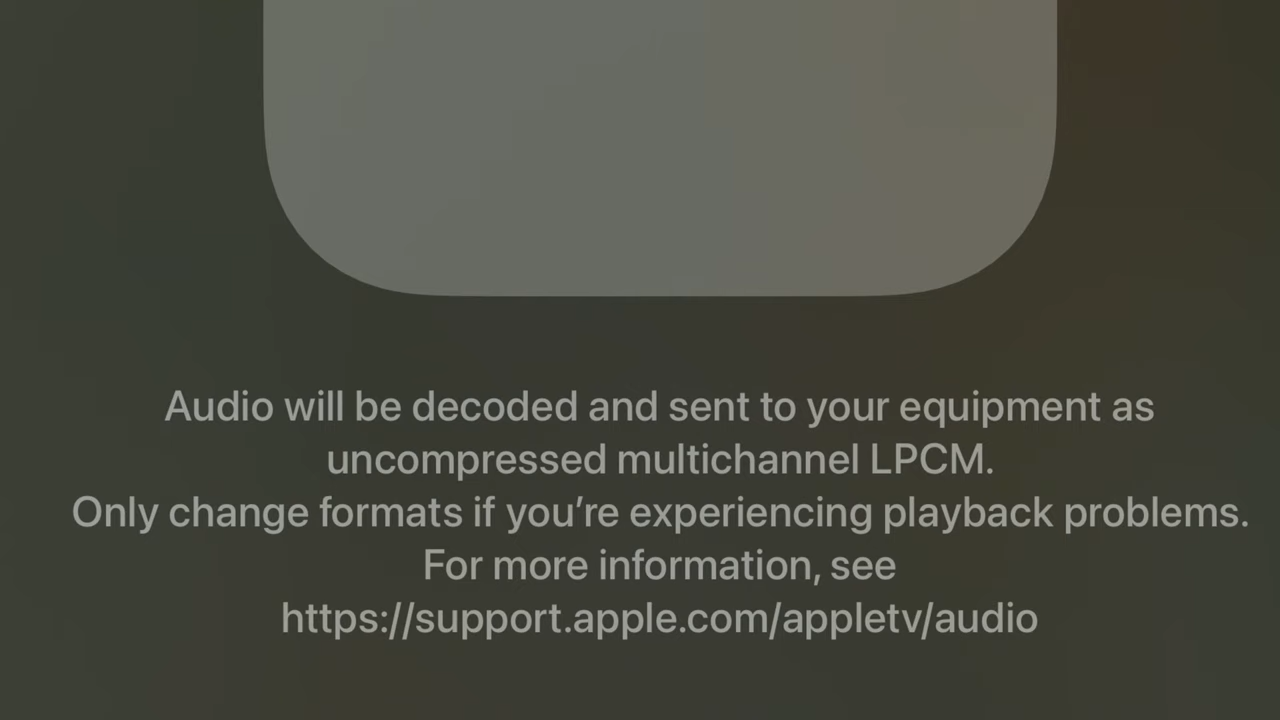 Audio will be decoded and sent to your equipment as
uncompressed multichannel LPCM.
Only change formats if you’re experiencing playback problems.
For more information, see
https://support.apple.com/appletv/audio